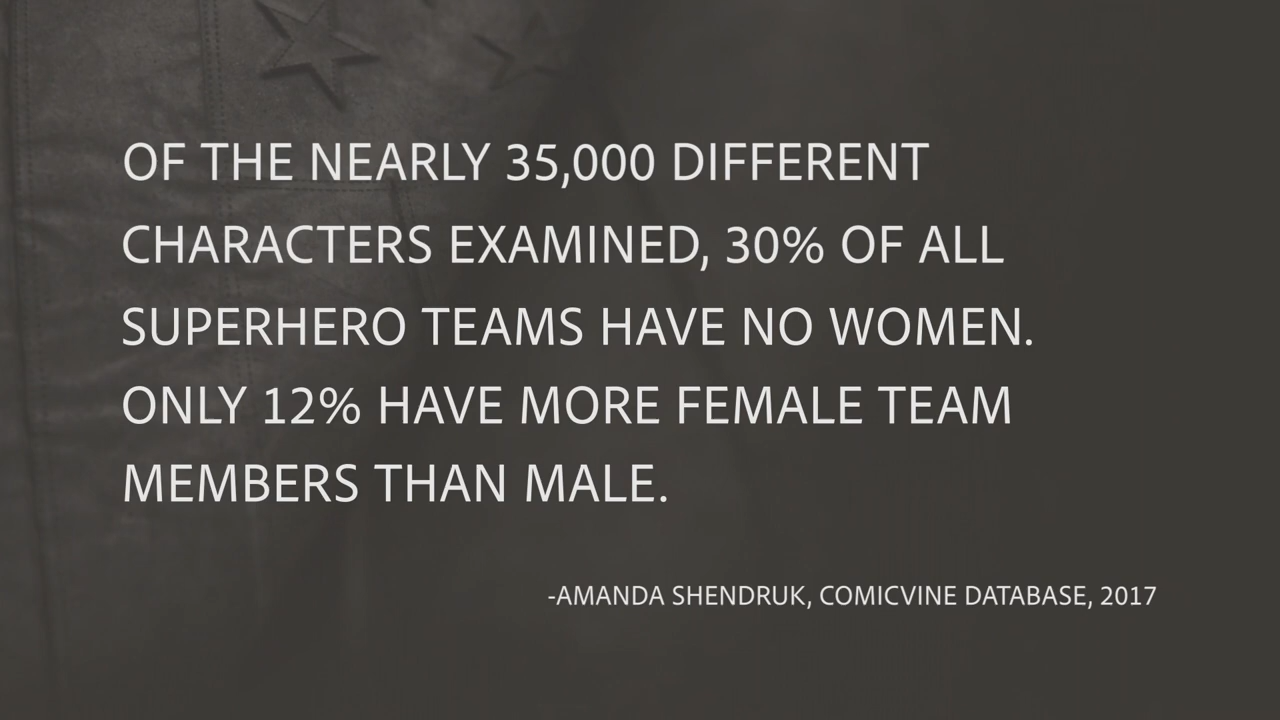 OF THE NEARLY 35,000 DIFFERENT
CHARACTERS EXAMINED, 30% OF ALL
SUPERHERO TEAMS HAVE NO WOMEN.
ONLY 12% HAVE MORE FEMALE TEAM
MEMBERS THAN MALE.
-AMANDA SHENDRUK, COMICVINE DATABASE, 2017